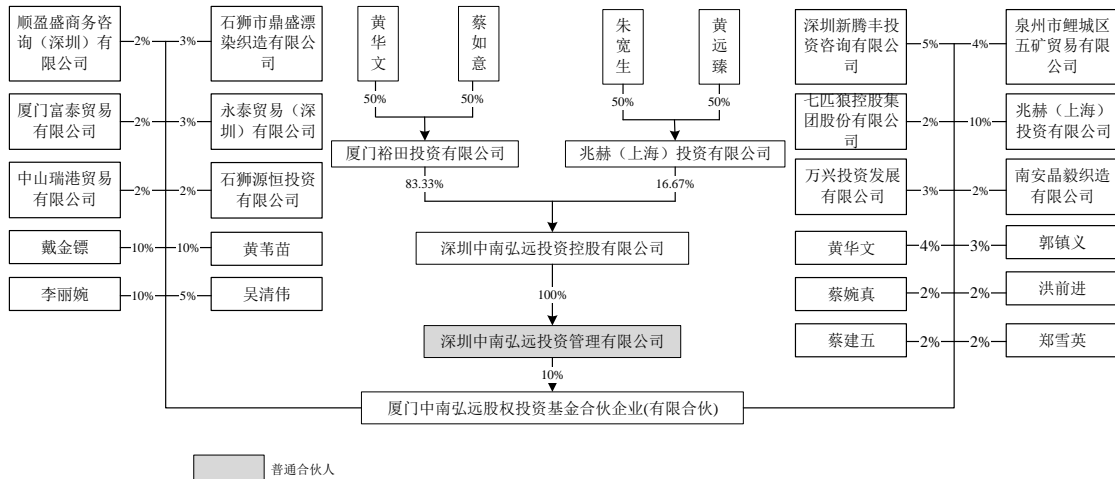 顺盈盛商务咨
询（深圳）有
限公司
2%
3%
石狮市鼎盛漂
染织造有限公
司
厦门富泰贸易
有限公司
2%
3%
永泰贸易（深
圳）有限公司
中山瑞港贸易
有限公司
2%
2%
石狮源恒投资
有限公司
戴金镖
10%
10%
黄苇苗
李丽婉
10%
5%
吴清伟
黄华文
蔡如意
朱宽生
黄远臻
50%
50%
50%
50%
厦门裕田投资有限公司
兆赫（上海）投资有限公司
83.33%
16.67%
深圳中南弘远投资控股有限公司
100%
深圳中南弘远投资管理有限公司
10%
厦门中南弘远股权投资基金合伙企业(有限合伙)
深圳新腾丰投
资咨询有限公
司
5%
4%
泉州市鲤城区
五矿贸易有限
公司
七匹狼控股集
团股份有限公
司
2%
10%
兆赫（上海）
投资有限公司
万兴投资发展
有限公司
3%
2%
南安晶毅织造
有限公司
黄华文
4%
3%
郭镇义
蔡婉真
2%
2%
洪前进
蔡建五
2%
2%
郑雪英
普通合伙人